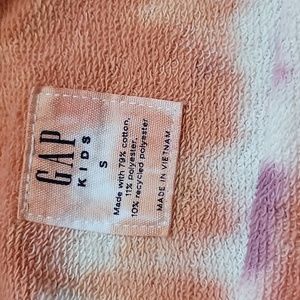 GAP
KIDS
S
Made with 79% cotton,
11% polyester,
10% recycled polyester
MADE IN VIETNAM